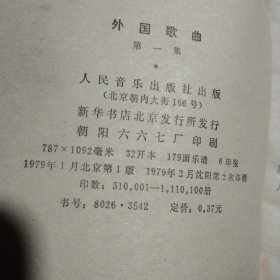 外国歌曲
第一集
*
人民音乐出版社出版
(北京朝内大街166号)
新华书店北京发行所发行
朝阳六六七厂印刷
787×1092毫米 32开本 179面乐谱 6印张
1979年1月北京第1版 1979年2月沈阳第2次印刷
印数：510,001—1,110,100册
书号：8026·3542 定价：0.37元